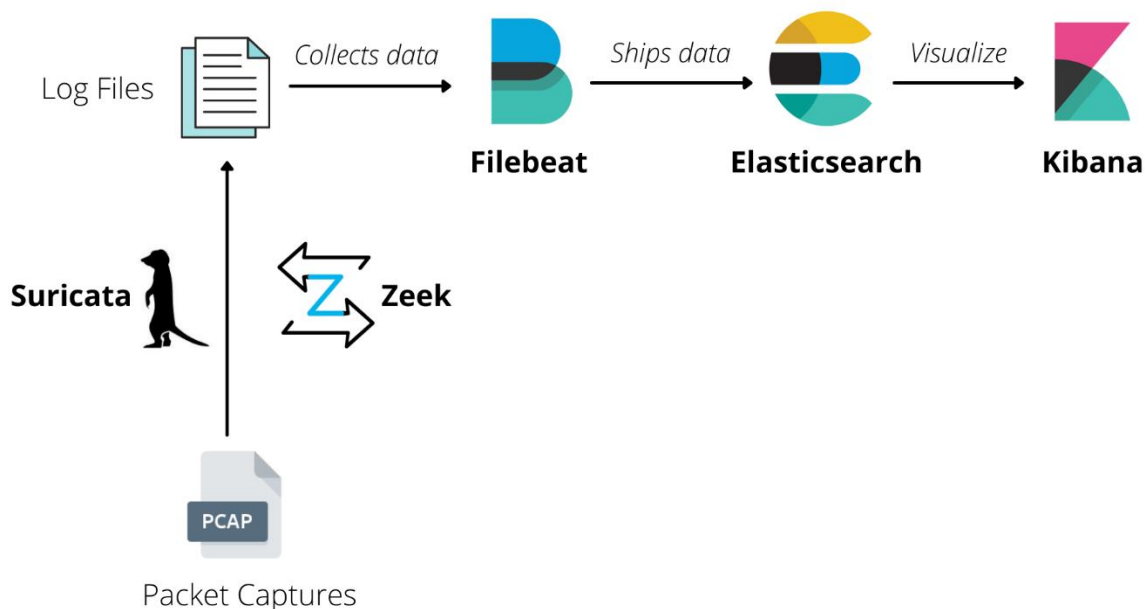 Log Files
Collects data
Filebeat
Ships data
Elasticsearch
Visualize
Kibana
Suricata
Z
Zeek
PCAP
Packet Captures